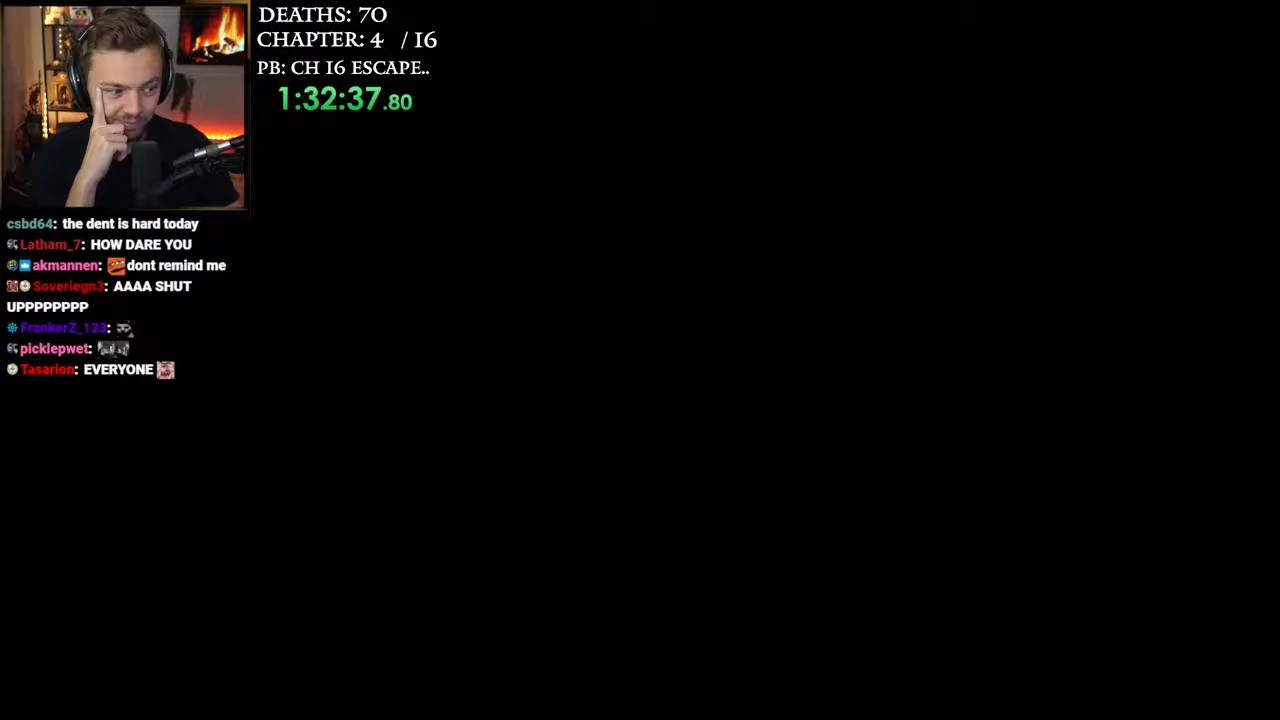 DEATHS: 70
CHAPTER: 4 / 16
PB: CH 16 ESCAPE..
1:32:37.80
csbd64: the dent is hard today
Latham_7: HOW DARE YOU
akmannen: dont remind me
Soveriegn3: AAAA SHUT
UPPPPPPPP
FrankerZ_123:
picklepwet:
Tasarion: EVERYONE